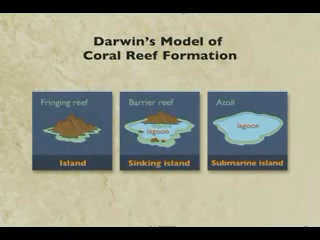 Darwin's Model of
Coral Reef Formation
Fringing reef
Island
Barrier reef
lagoon
Sinking island
Atoll
lagoon
Submarine island